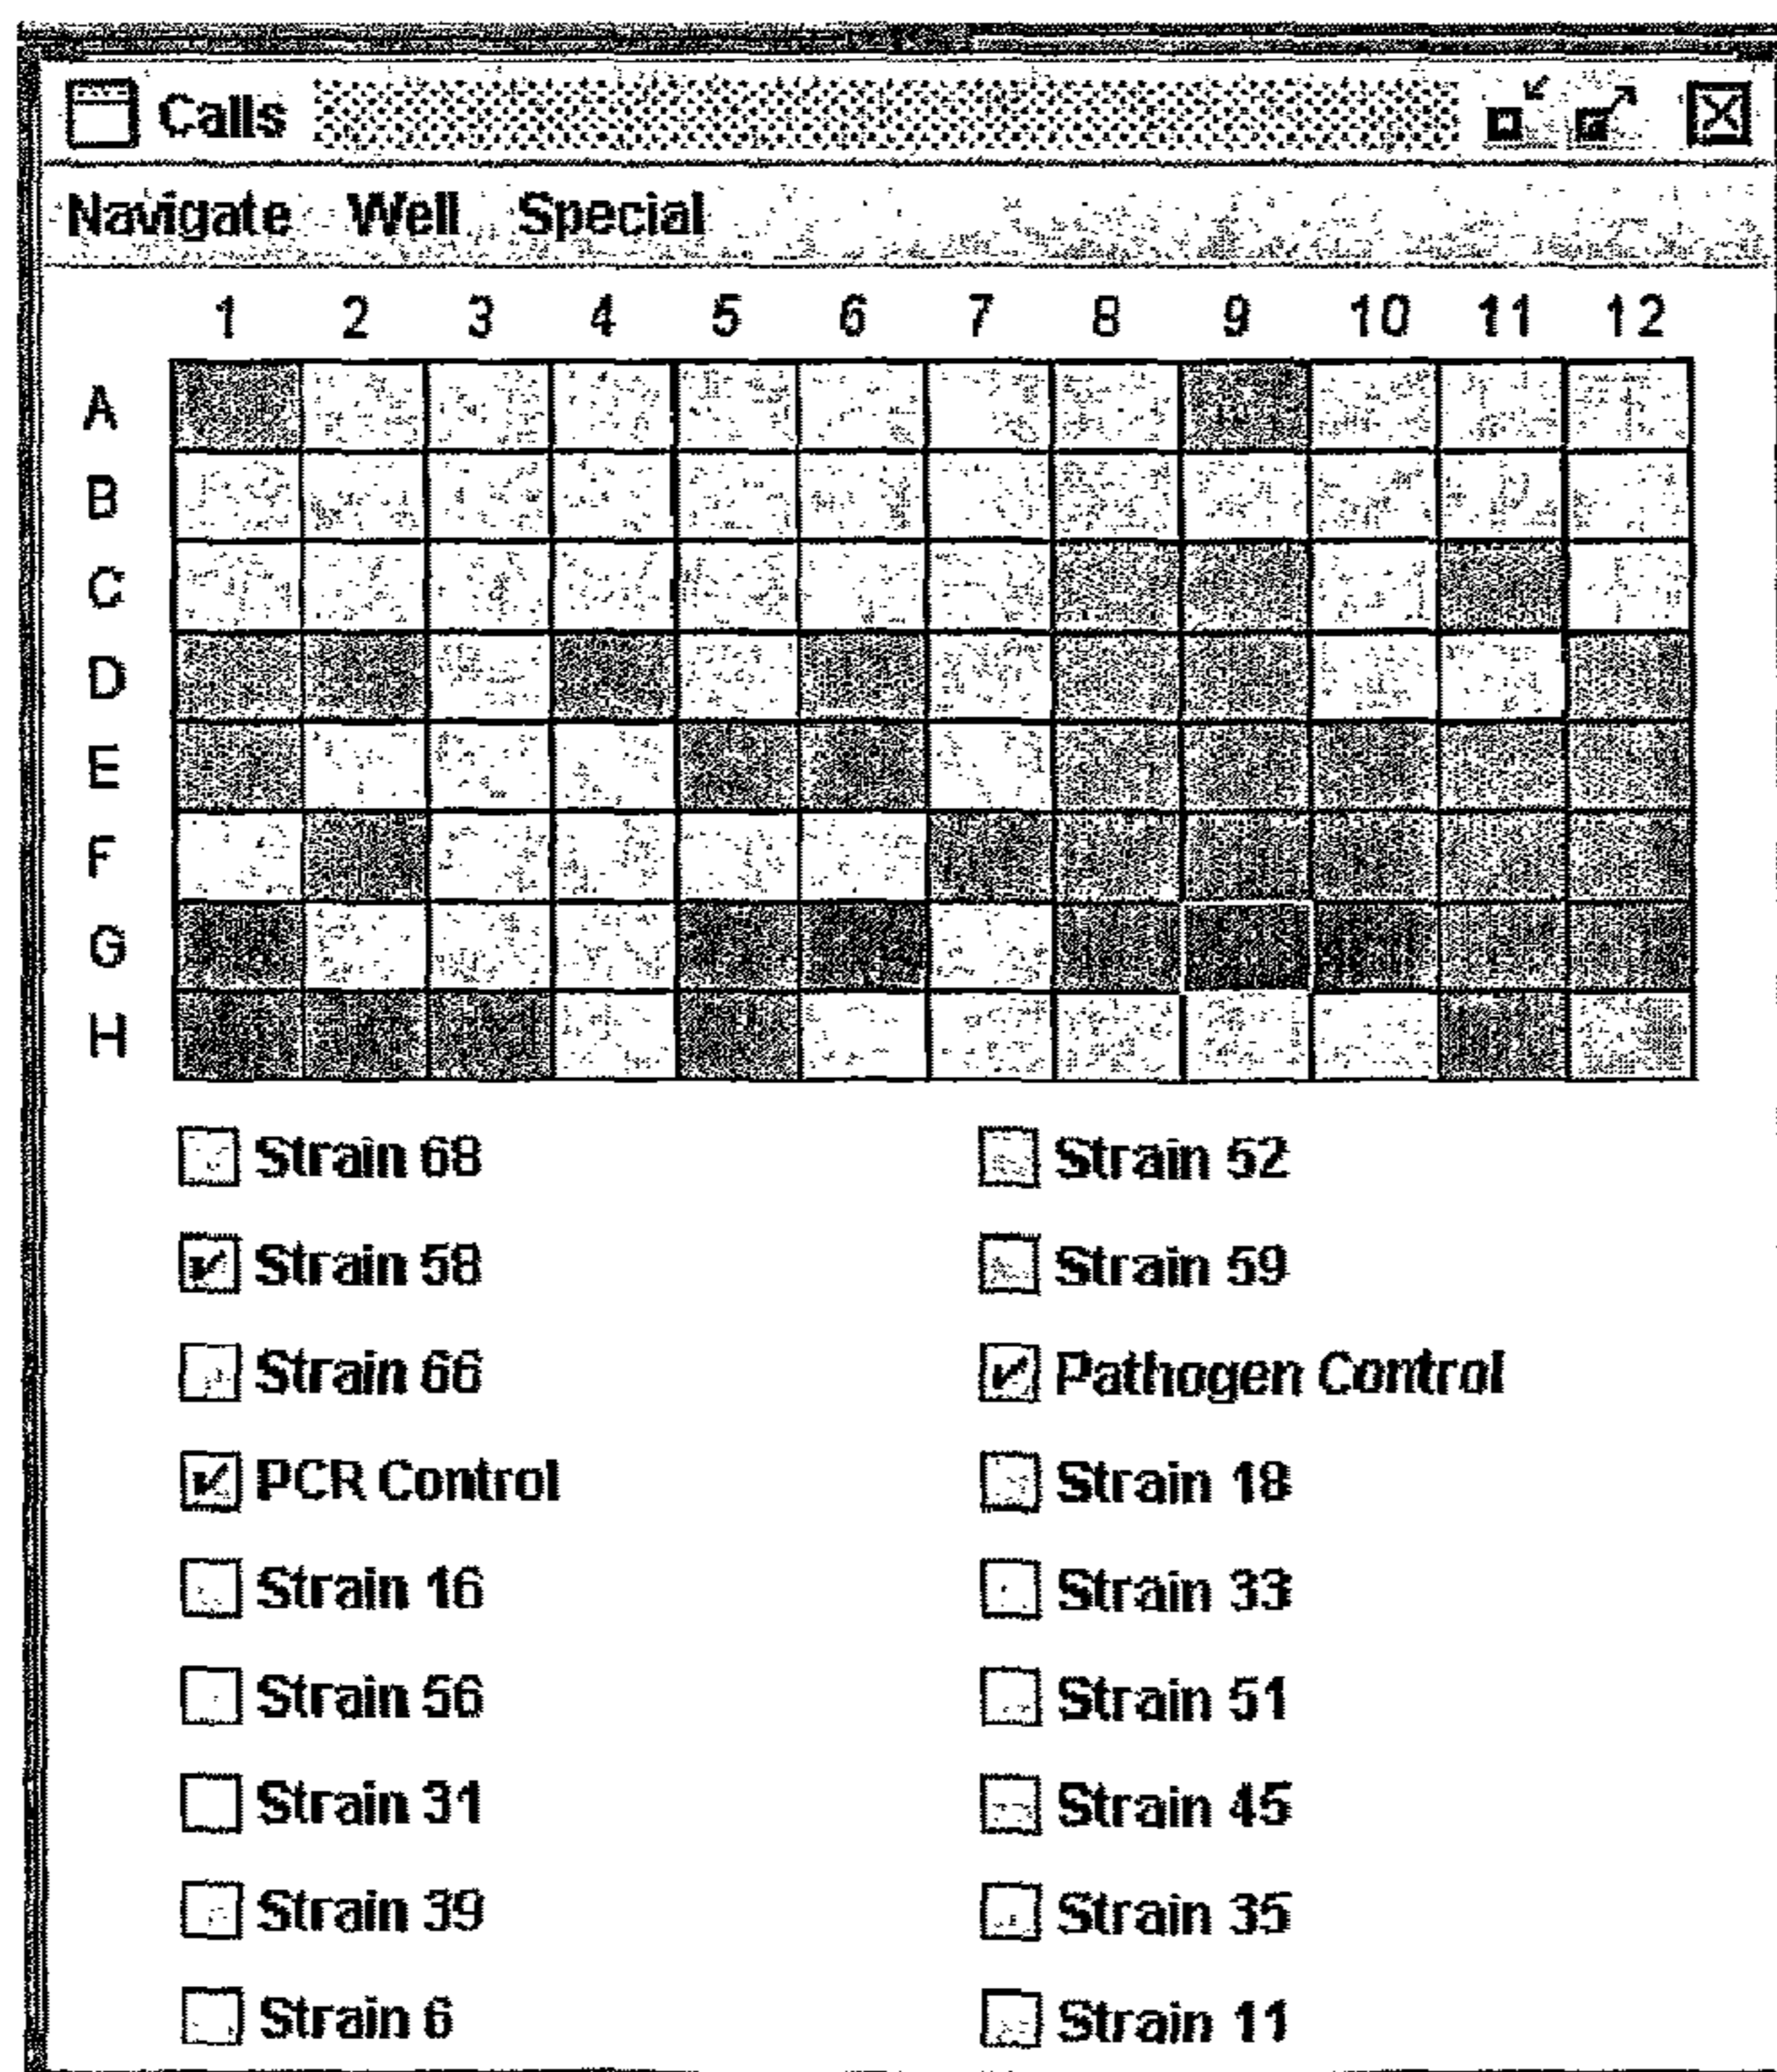 Calls
Navigate Well Special
1 2 3 4 5 6 7 8 9 10 11 12
A
B
C
D
E
F
G
H
Strain 68 Strain 52
Strain 58 Strain 59
Strain 66 Pathogen Control
PCR Control Strain 18
Strain 16 Strain 33
Strain 56 Strain 51
Strain 31 Strain 45
Strain 39 Strain 35
Strain 6 Strain 11